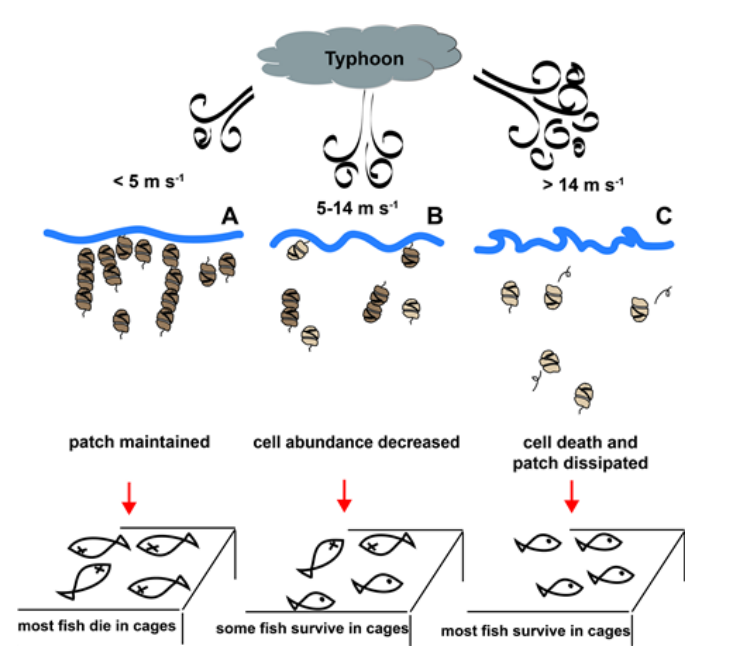 Typhoon
< 5 m s-1
5-14 m s-1
> 14 m s-1
A
B
C
patch maintained
cell abundance decreased
cell death and
patch dissipated
most fish die in cages
some fish survive in cages
most fish survive in cages